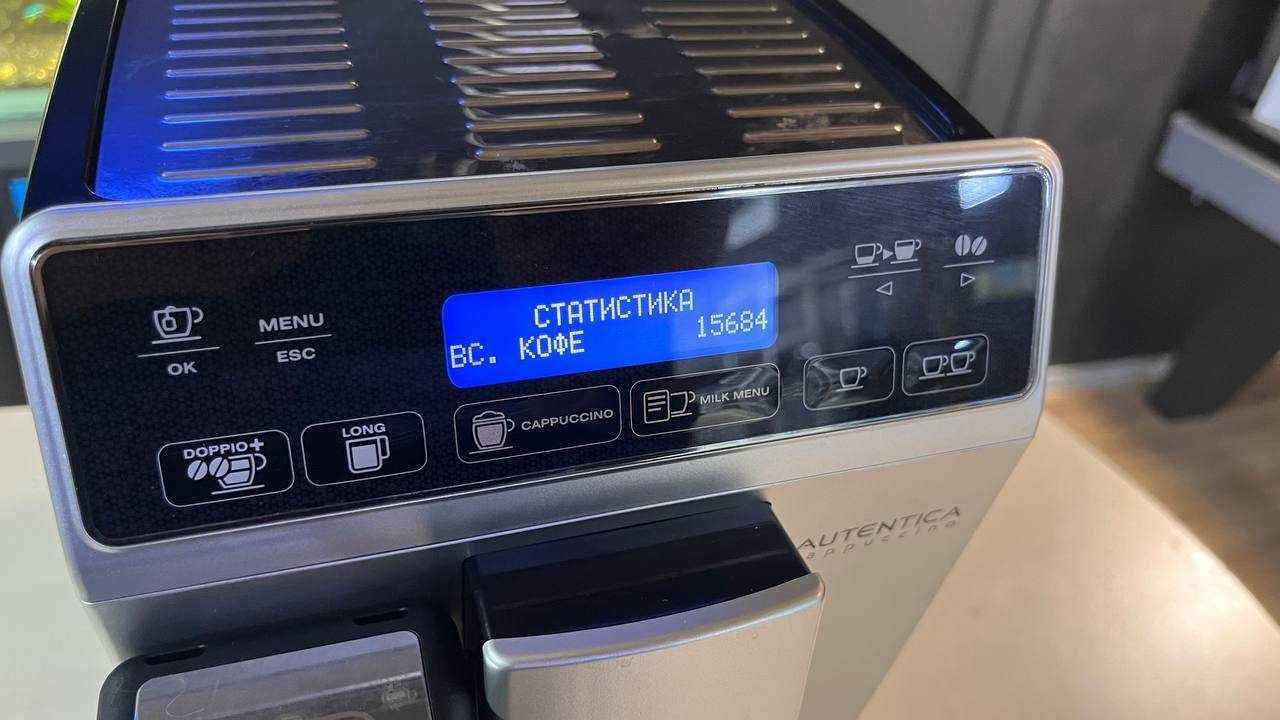 СТАТИСТИКА
ВС. КОФЕ 15684
MENU
OK
ESC
DOPPIO+
LONG
CAPPUCCINO
MILK MENU
AUTENTICA
cappuccino